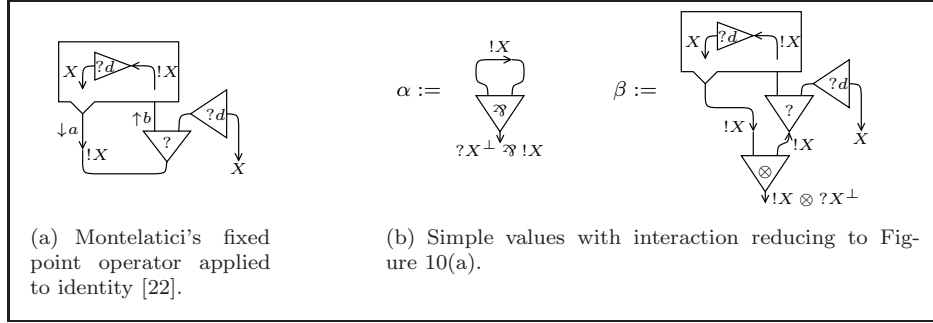 ?d
X
!X
↓a
↑b
?d
?
!X
X
α :=
!X
⅋
?X⊥ ⅋ !X
β :=
?d
X
!X
?d
?
!X
!X
X
⊗
!X ⊗ ?X⊥
(a) Montelatici's fixed
point operator applied
to identity [22].
(b) Simple values with interaction reducing to Fig-
ure 10(a).